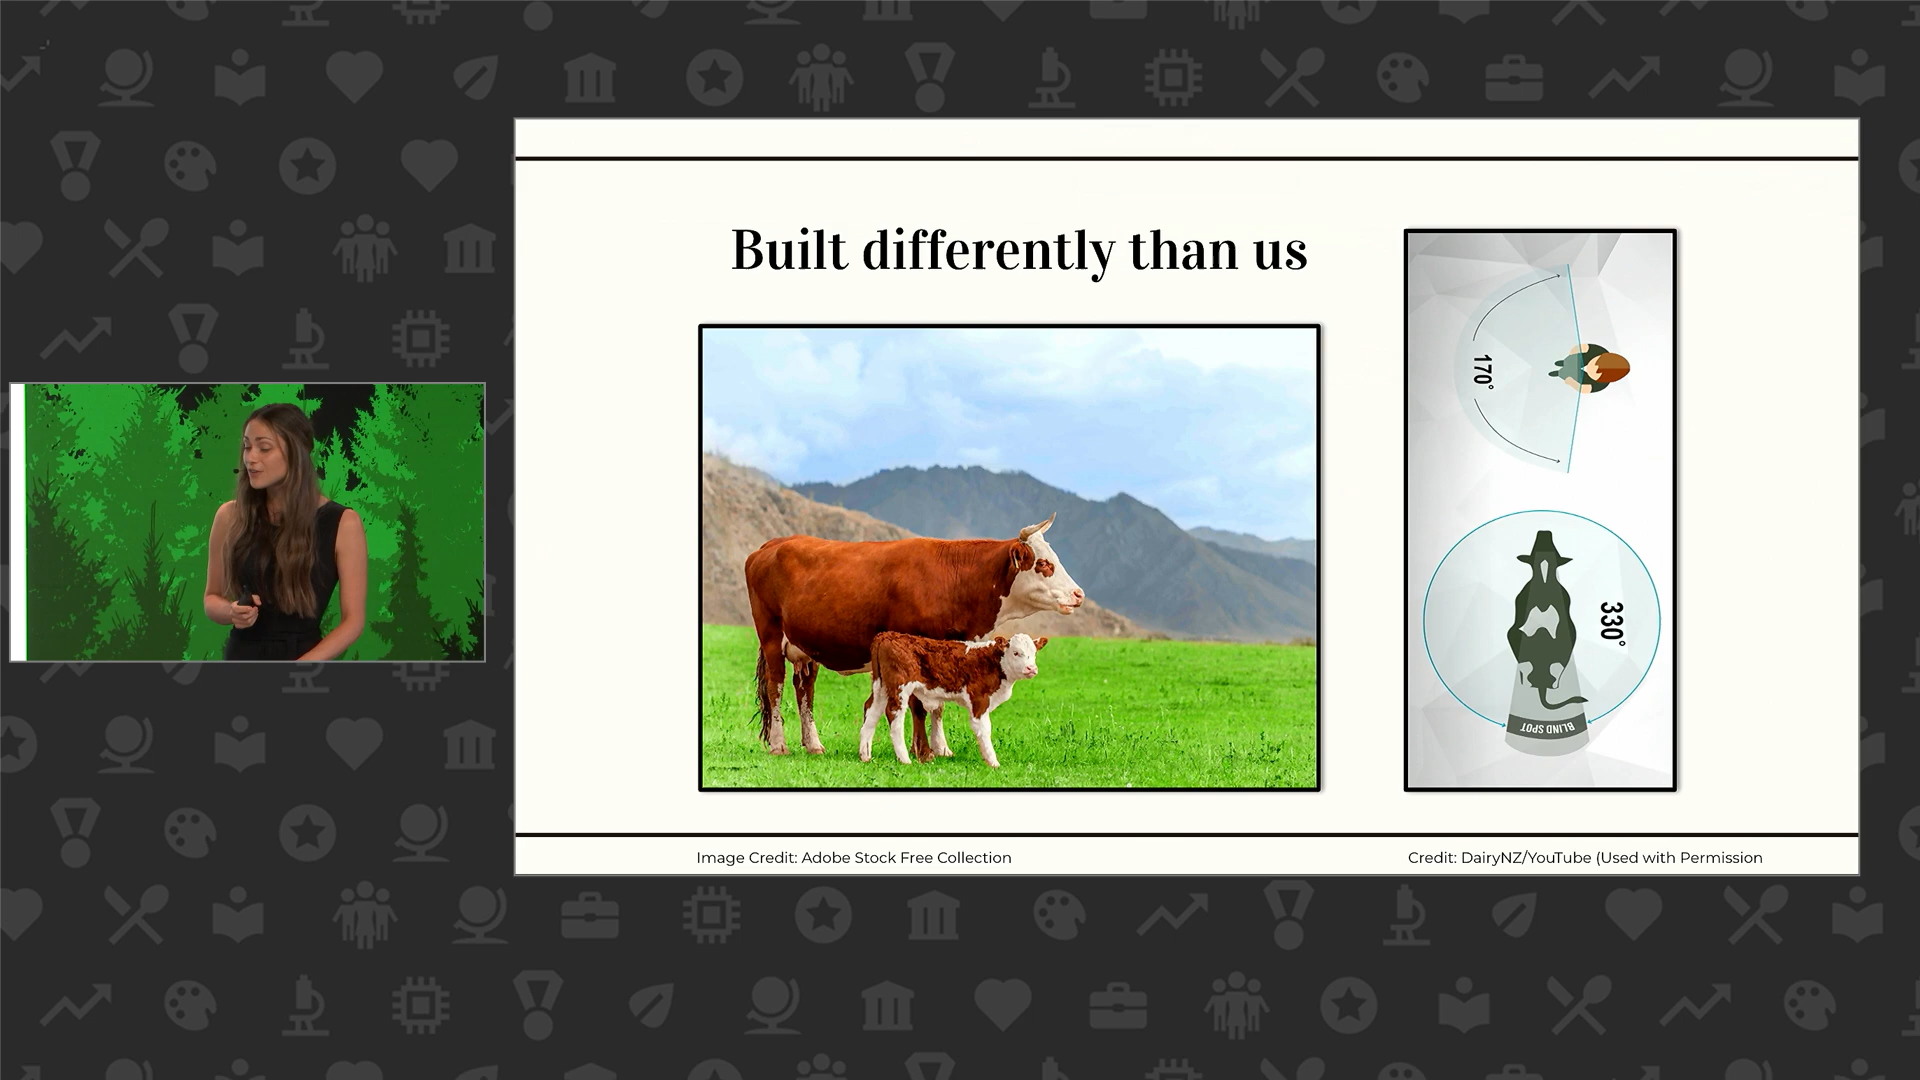 Built differently than us
170°
330°
BLIND SPOT
Image Credit: Adobe Stock Free Collection
Credit: DairyNZ/YouTube (Used with Permission